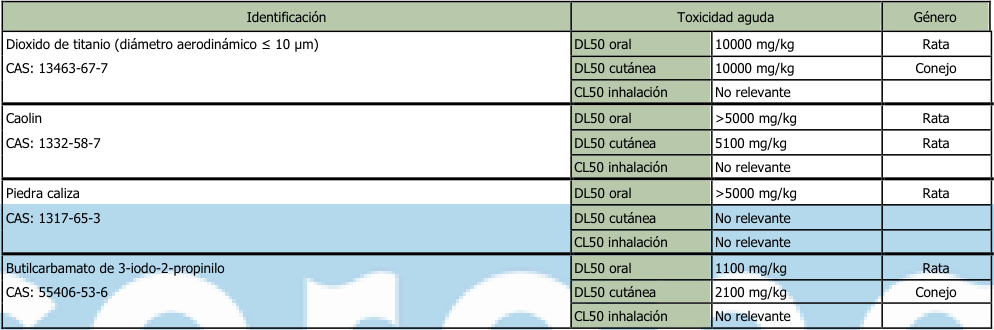 Identificación Toxicidad aguda Género
Dioxido de titanio (diámetro aerodinámico ≤ 10 µm) DL50 oral 10000 mg/kg Rata
CAS: 13463-67-7 DL50 cutánea 10000 mg/kg Conejo
CL50 inhalación No relevante
Caolin DL50 oral >5000 mg/kg Rata
CAS: 1332-58-7 DL50 cutánea 5100 mg/kg Rata
CL50 inhalación No relevante
Piedra caliza DL50 oral >5000 mg/kg Rata
CAS: 1317-65-3 DL50 cutánea No relevante
CL50 inhalación No relevante
Butilcarbamato de 3-iodo-2-propinilo DL50 oral 1100 mg/kg Rata
CAS: 55406-53-6 DL50 cutánea 2100 mg/kg Conejo
CL50 inhalación No relevante